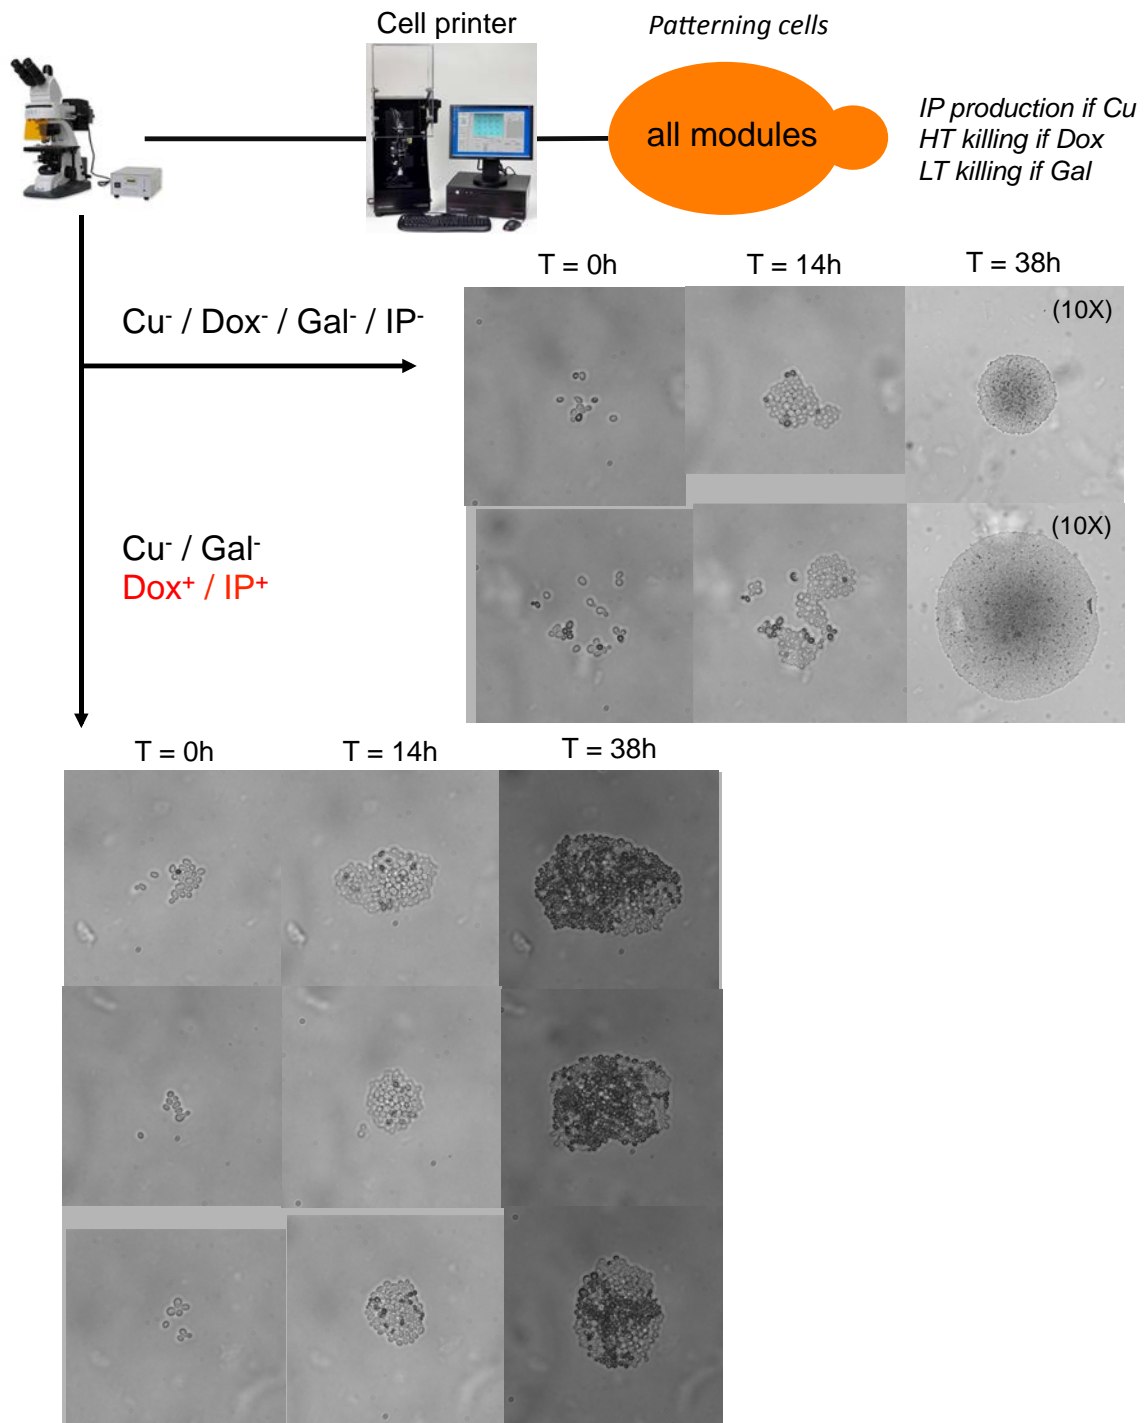 Cell printer
Patterning cells
all modules
IP production if Cu
HT killing if Dox
LT killing if Gal
T = 0h
T = 14h
T = 38h
Cu⁻ / Dox⁻ / Gal⁻ / IP⁻
(10X)
(10X)
Cu⁻ / Gal⁻
Dox⁺ / IP⁺
T = 0h
T = 14h
T = 38h